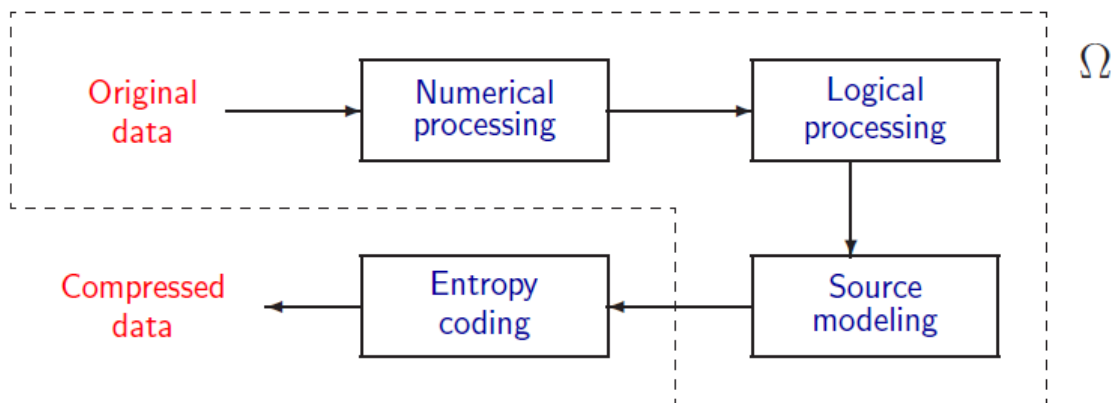 Original
data
Numerical
processing
Logical
processing
Ω
Compressed
data
Entropy
coding
Source
modeling